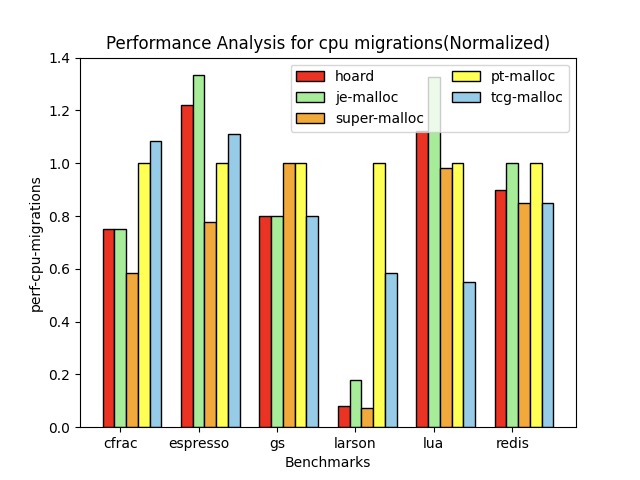 Performance Analysis for cpu migrations(Normalized)
hoard
je-malloc
super-malloc
pt-malloc
tcg-malloc
perf-cpu-migrations
1.4
1.2
1.0
0.8
0.6
0.4
0.2
0.0
cfrac espresso gs larson lua redis
Benchmarks